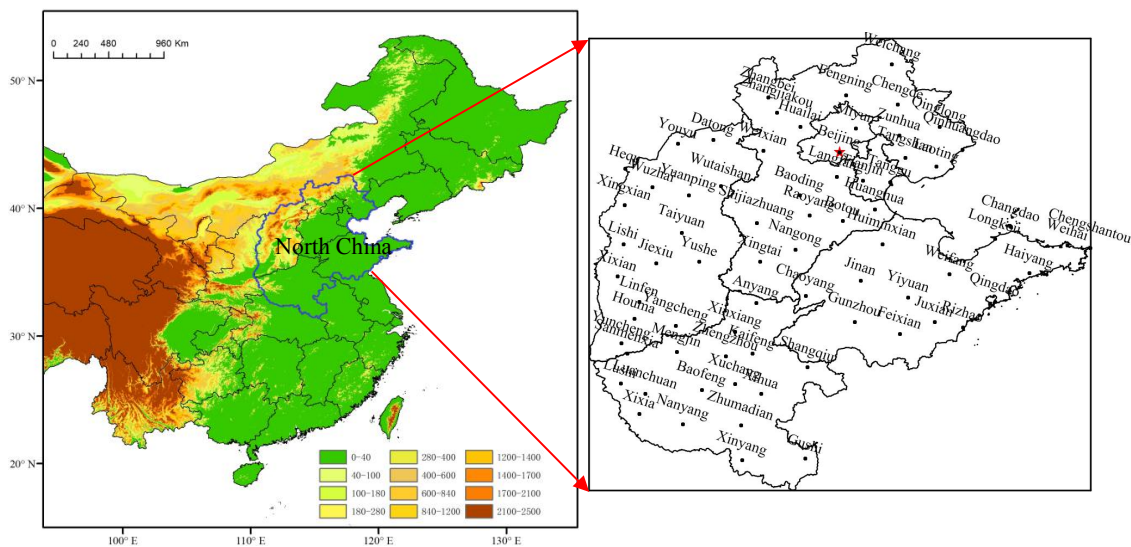 0 240 480 960 Km
50° N
40° N
30° N
20° N
100° E 110° E 120° E 130° E
North China
0-40 280-400 1200-1400
40-100 400-600 1400-1700
100-180 600-840 1700-2100
180-280 840-1200 2100-2500
Weichang
Zhangbei Fengning Chengde
Zhangjiakou Qinglong
Huailai Miyun Zunhua Qinhuangdao
Datong Weixian Beijing Tangshan Laoting
Youyu
Langfang Tianjin Tanggu
Hequ Wutaishan Baoding
Wuzhai Yuanping Raoyang Huanghua
Xingxian Shijiazhuang Botou Huiminxian
Changdao Chengshantou
Longkou Weihai
Taiyuan Nangong
Lishi Jiexiu Yushe Xingtai Weifang Haiyang
Xixian Chaoyang Jinan Yiyuan Qingdao
Linfen Anyang
Houma Yangcheng Xinxiang Gunzhou Feixian Juxian Rizhao
Yuncheng Mengjin Zhengzhou Kaifeng Shangqiu
Sanmenxia
Lushi Luanchuan Baofeng Xuchang Xihua
Xixia Nanyang Zhumadian
Xinyang Gushi